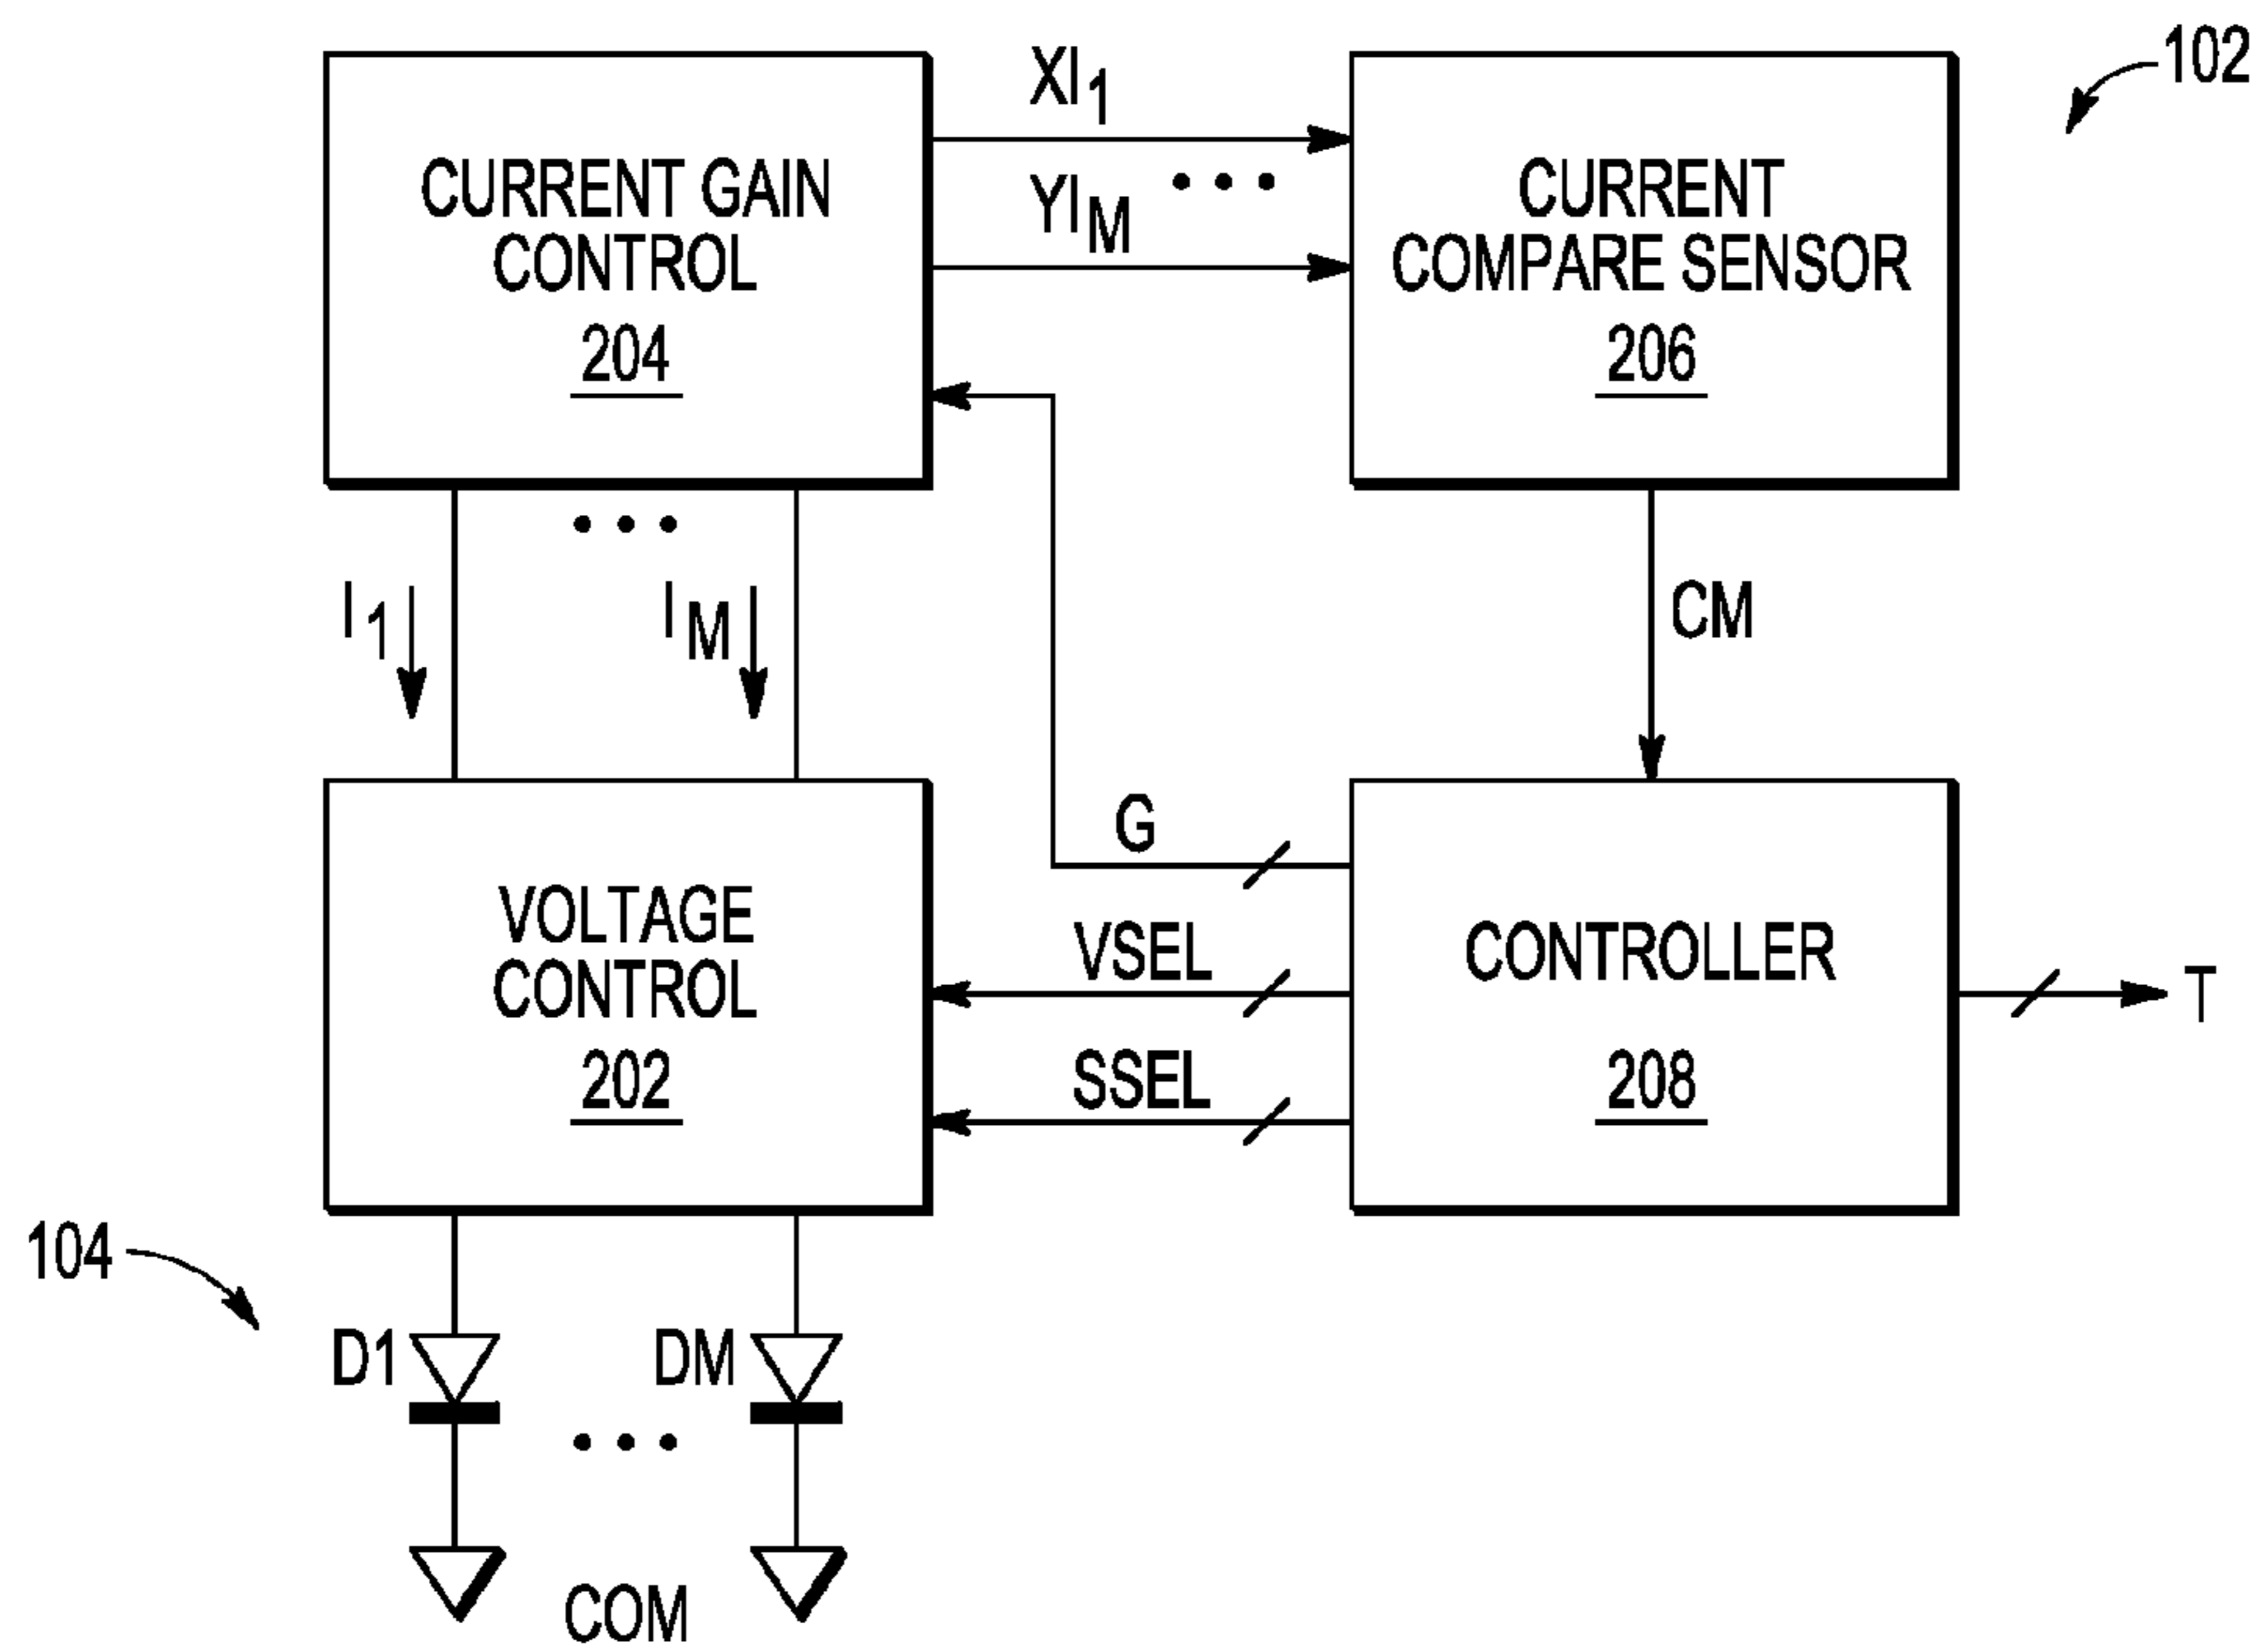 102
XI1
YIM
CURRENT GAIN
CONTROL
204
CURRENT
COMPARE SENSOR
206
I1
IM
CM
G
VOLTAGE
CONTROL
202
VSEL
SSEL
CONTROLLER
208
T
104
D1
DM
COM